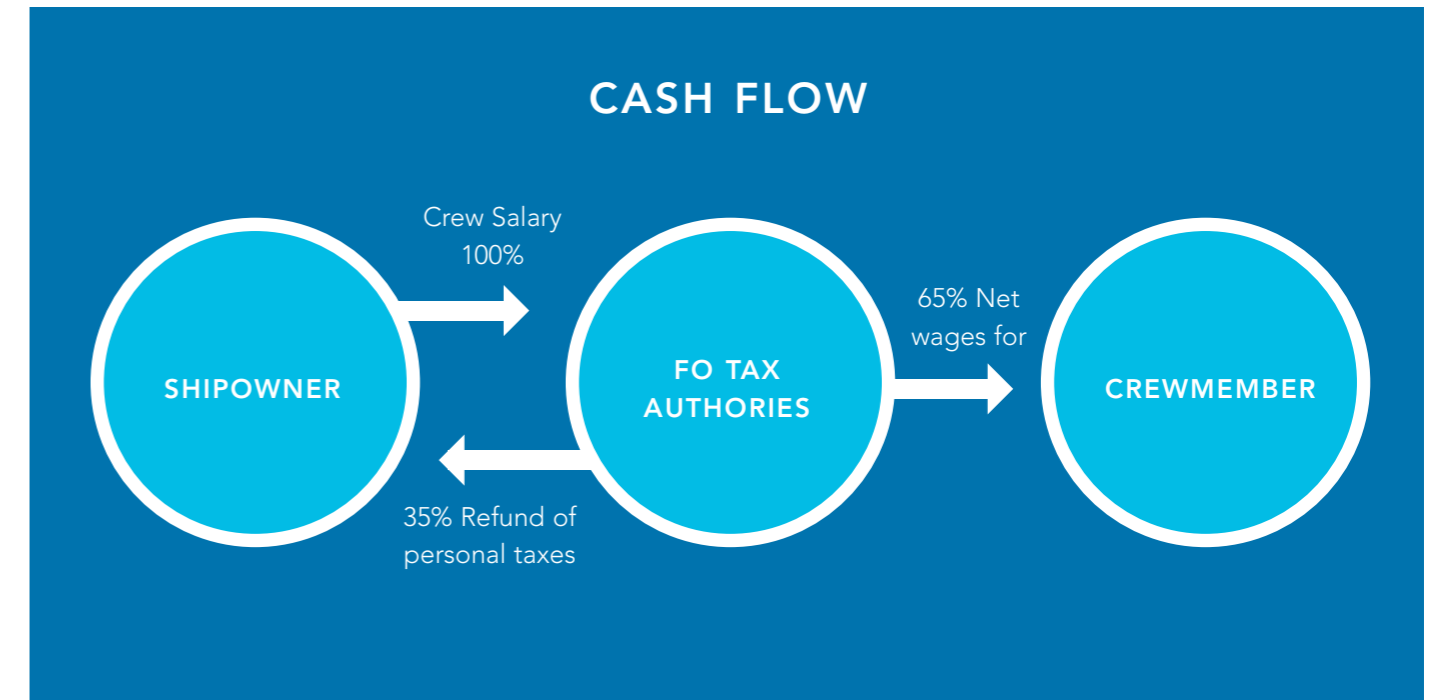 CASH FLOW
Crew Salary
100%
65% Net
wages for
SHIPOWNER
FO TAX
AUTHORIES
CREWMEMBER
35% Refund of
personal taxes